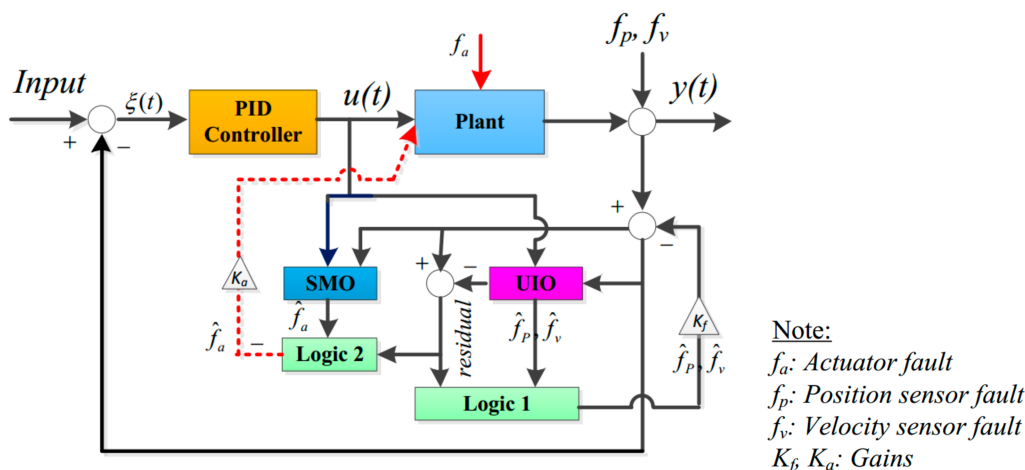 f_a
f_p, f_v
Input
ξ(t)
PID
Controller
u(t)
Plant
y(t)
+
−
+
−
K_a
SMO
+
−
UIO
K_f
f̂_a
f̂_a
−
Logic 2
residual
f̂_P, f̂_v
f̂_P, f̂_v
Logic 1
Note:
f_a: Actuator fault
f_p: Position sensor fault
f_v: Velocity sensor fault
K_f, K_a: Gains